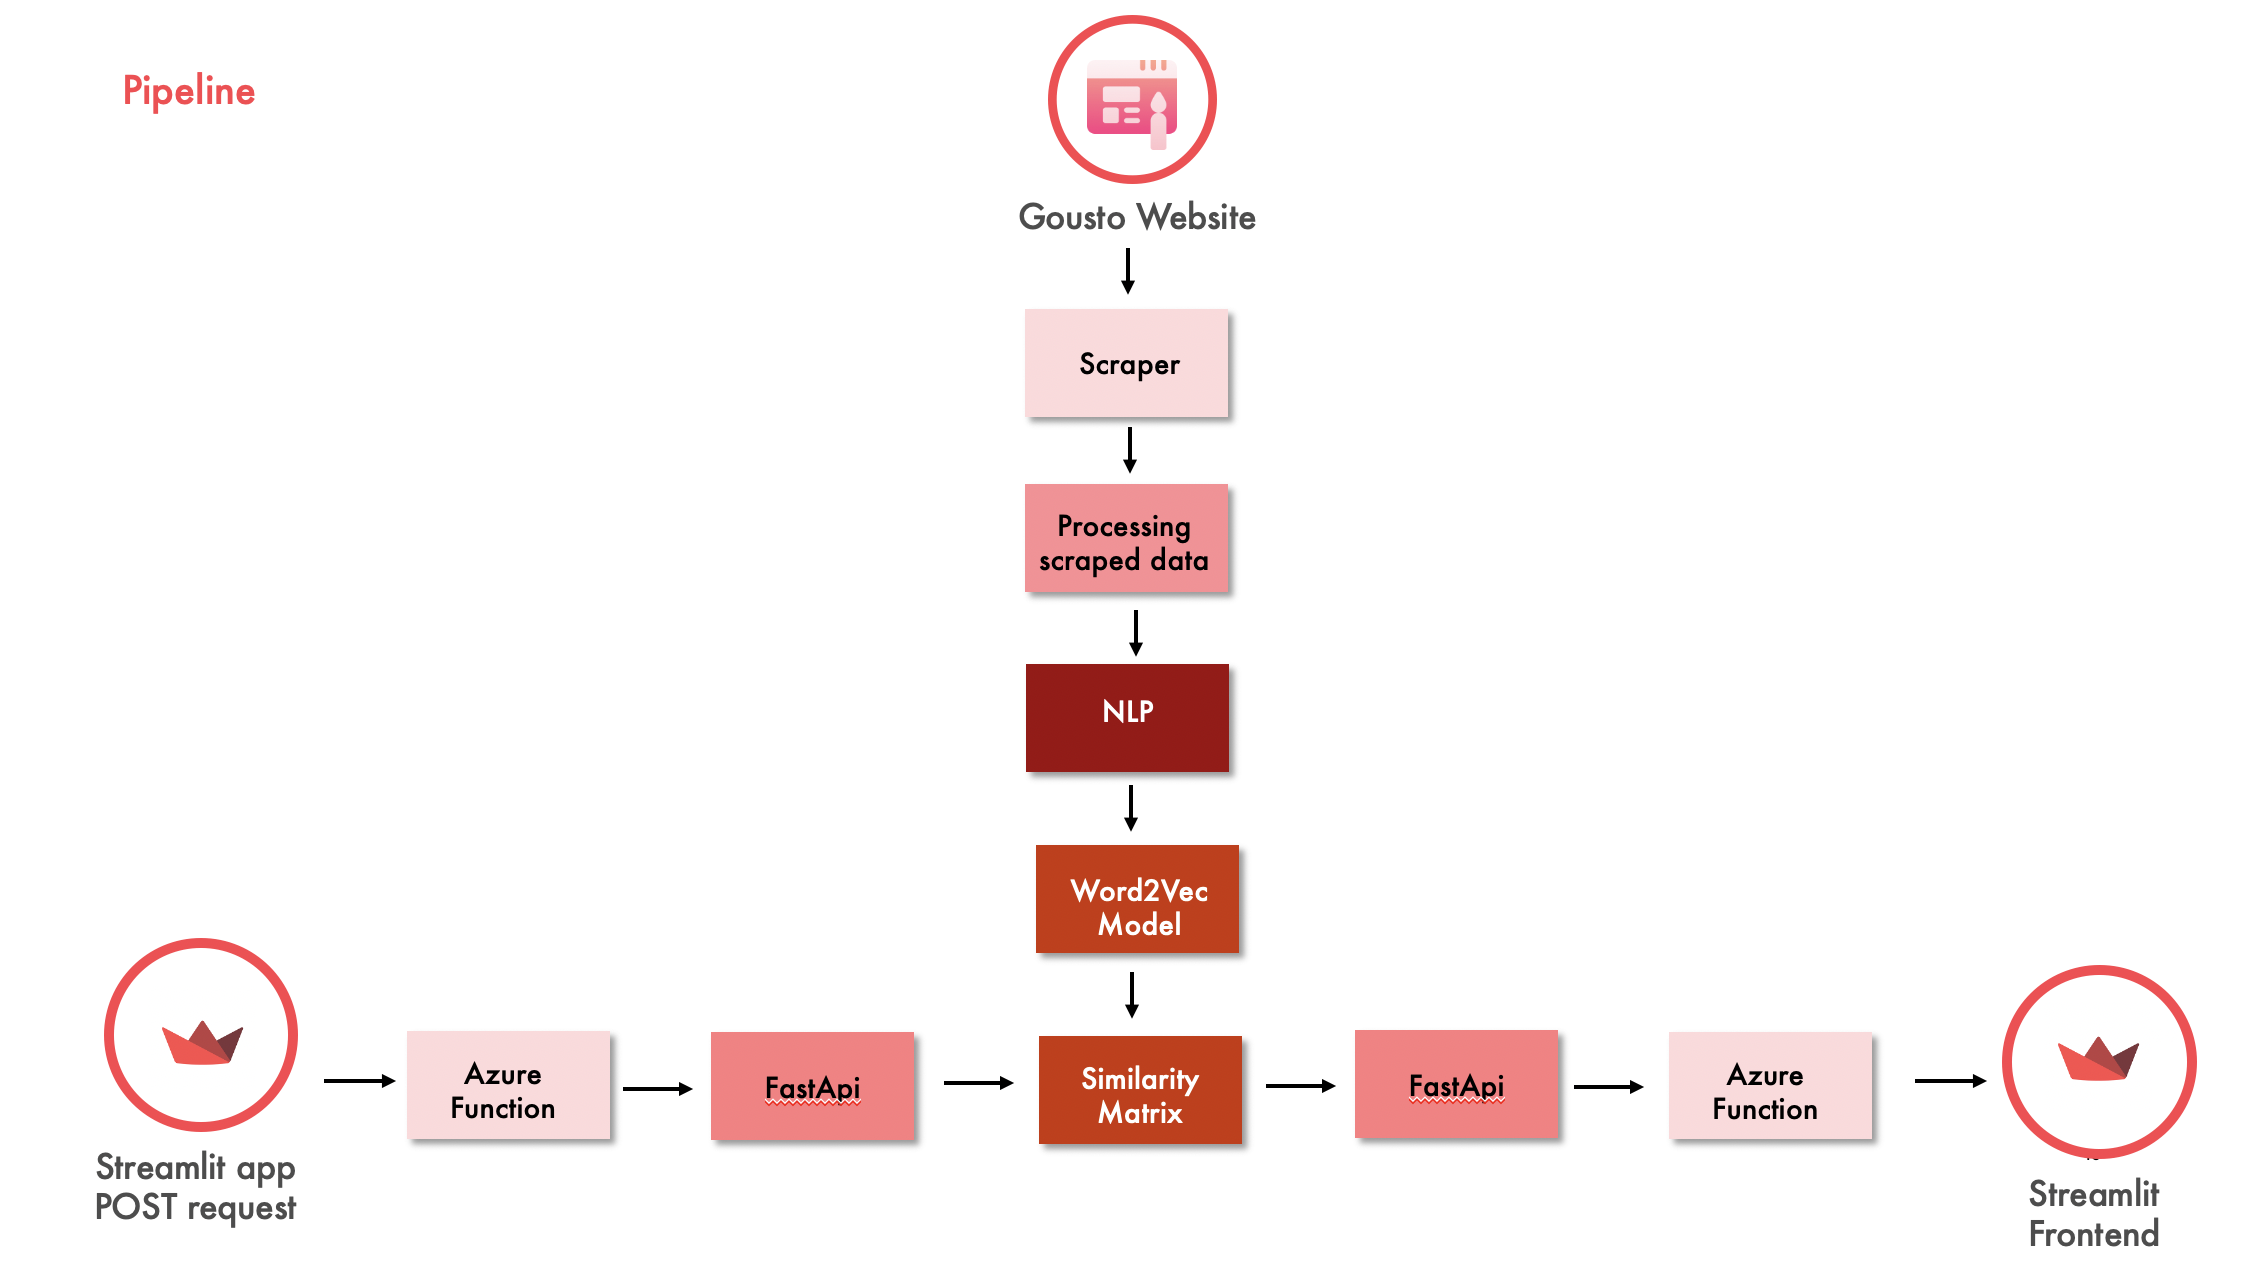 Pipeline
Gousto Website
Scraper
Processing
scraped data
NLP
Word2Vec
Model
Streamlit app
POST request
Azure
Function
FastApi
Similarity
Matrix
FastApi
Azure
Function
Streamlit
Frontend